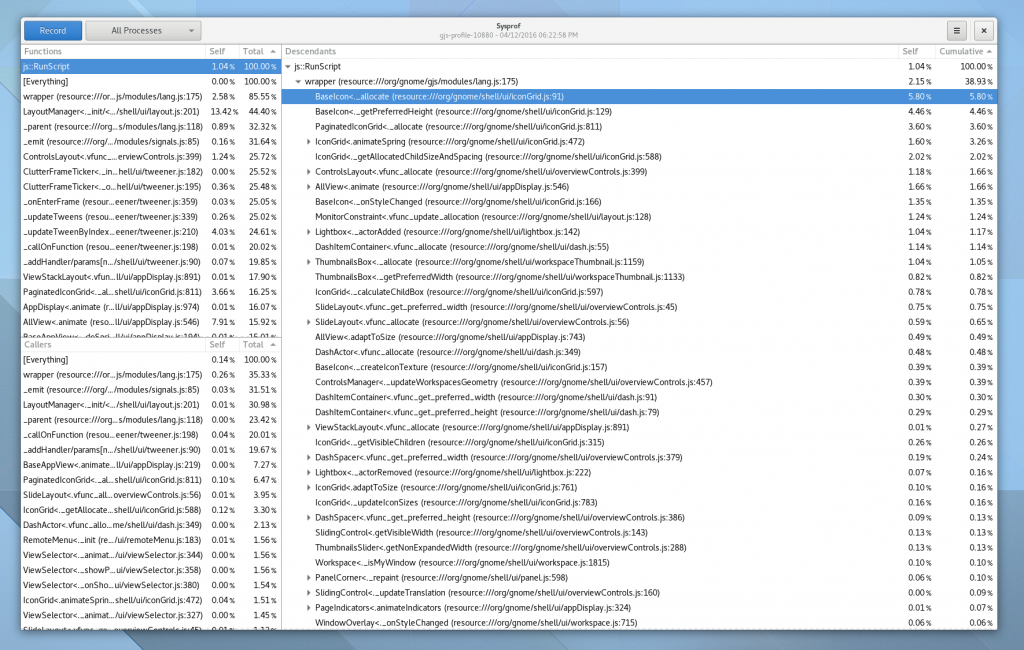 Record
All Processes
Sysprof
gjs-profile-10880 - 04/12/2016 06:22:58 PM
Functions Self Total
js::RunScript 1.04 % 100.00 %
[Everything] 0.00 % 100.00 %
wrapper (resource:///org/...js/modules/lang.js:175) 2.58 % 85.55 %
LayoutManager<._init/<.../shell/ui/layout.js:201) 13.42 % 44.40 %
_parent (resource:///org...s/modules/lang.js:118) 0.89 % 32.32 %
_emit (resource:///org/... /modules/signals.js:85) 0.16 % 31.64 %
ControlsLayout<.vfunc_...erviewControls.js:399) 1.24 % 25.72 %
ClutterFrameTicker<._in...hell/ui/tweener.js:182) 0.00 % 25.52 %
ClutterFrameTicker<._o...hell/ui/tweener.js:195) 0.36 % 25.48 %
_onEnterFrame (resour...eener/tweener.js:359) 0.03 % 25.05 %
_updateTweens (resour...eener/tweener.js:339) 0.26 % 25.02 %
_updateTweenByIndex...eener/tweener.js:210) 4.03 % 24.61 %
_callOnFunction (resou...eener/tweener.js:198) 0.01 % 20.02 %
_addHandler/params[n.../shell/ui/tweener.js:90) 0.07 % 19.85 %
ViewStackLayout<.vfun...ll/ui/appDisplay.js:891) 0.01 % 17.90 %
PaginatedIconGrid<._al...hell/ui/iconGrid.js:811) 3.66 % 16.25 %
AppDisplay<.animate (r...ll/ui/appDisplay.js:974) 0.01 % 16.07 %
AllView<.animate (reso...ll/ui/appDisplay.js:546) 7.91 % 15.92 %
Callers Self Total
[Everything] 0.14 % 100.00 %
wrapper (resource:///org/...s/modules/lang.js:175) 0.26 % 35.33 %
_emit (resource:///org/.../modules/signals.js:85) 0.03 % 31.51 %
LayoutManager<._init/<.../shell/ui/layout.js:201) 0.01 % 30.98 %
_parent (resource:///org...s/modules/lang.js:118) 0.00 % 23.42 %
_callOnFunction (resou...eener/tweener.js:198) 0.04 % 20.01 %
_addHandler/params[n.../shell/ui/tweener.js:90) 0.01 % 19.67 %
BaseAppView<.animate...ll/ui/appDisplay.js:219) 0.00 % 7.27 %
PaginatedIconGrid<._al...hell/ui/iconGrid.js:811) 0.10 % 6.47 %
SlideLayout<.vfunc_all...overviewControls.js:56) 0.01 % 3.95 %
IconGrid<._getAllocate...shell/ui/iconGrid.js:588) 0.12 % 3.30 %
DashActor<.vfunc_allo...me/shell/ui/dash.js:349) 0.00 % 2.13 %
RemoteMenu<._init (re.../ui/remoteMenu.js:183) 0.01 % 1.56 %
ViewSelector<._animat...ui/viewSelector.js:344) 0.00 % 1.56 %
ViewSelector<._showP...ui/viewSelector.js:358) 0.00 % 1.56 %
ViewSelector<._onSho...ui/viewSelector.js:380) 0.00 % 1.54 %
IconGrid<.animateSprin...hell/ui/iconGrid.js:472) 0.04 % 1.51 %
ViewSelector<._animat...ui/viewSelector.js:327) 0.00 % 1.45 %
Descendants Self Cumulative
js::RunScript 1.04 % 100.00 %
wrapper (resource:///org/gnome/gjs/modules/lang.js:175) 2.15 % 38.93 %
BaseIcon<._allocate (resource:///org/gnome/shell/ui/iconGrid.js:91) 5.80 % 5.80 %
BaseIcon<._getPreferredHeight (resource:///org/gnome/shell/ui/iconGrid.js:129) 4.46 % 4.46 %
PaginatedIconGrid<._allocate (resource:///org/gnome/shell/ui/iconGrid.js:811) 3.60 % 3.60 %
IconGrid<.animateSpring (resource:///org/gnome/shell/ui/iconGrid.js:472) 1.60 % 3.26 %
IconGrid<._getAllocatedChildSizeAndSpacing (resource:///org/gnome/shell/ui/iconGrid.js:588) 2.02 % 2.02 %
ControlsLayout<.vfunc_allocate (resource:///org/gnome/shell/ui/overviewControls.js:399) 1.18 % 1.66 %
AllView<.animate (resource:///org/gnome/shell/ui/appDisplay.js:546) 1.66 % 1.66 %
BaseIcon<._onStyleChanged (resource:///org/gnome/shell/ui/iconGrid.js:166) 1.35 % 1.35 %
MonitorConstraint<.vfunc_update_allocation (resource:///org/gnome/shell/ui/layout.js:128) 1.24 % 1.24 %
Lightbox<._actorAdded (resource:///org/gnome/shell/ui/lightbox.js:142) 1.04 % 1.17 %
DashItemContainer<.vfunc_allocate (resource:///org/gnome/shell/ui/dash.js:55) 1.14 % 1.14 %
ThumbnailsBox<._allocate (resource:///org/gnome/shell/ui/workspaceThumbnail.js:1159) 1.04 % 1.05 %
ThumbnailsBox<._getPreferredWidth (resource:///org/gnome/shell/ui/workspaceThumbnail.js:1133) 0.82 % 0.82 %
IconGrid<._calculateChildBox (resource:///org/gnome/shell/ui/iconGrid.js:597) 0.78 % 0.78 %
SlideLayout<.vfunc_get_preferred_width (resource:///org/gnome/shell/ui/overviewControls.js:45) 0.75 % 0.75 %
SlideLayout<.vfunc_allocate (resource:///org/gnome/shell/ui/overviewControls.js:56) 0.59 % 0.65 %
AllView<.adaptToSize (resource:///org/gnome/shell/ui/appDisplay.js:743) 0.49 % 0.49 %
DashActor<.vfunc_allocate (resource:///org/gnome/shell/ui/dash.js:349) 0.48 % 0.48 %
BaseIcon<._createIconTexture (resource:///org/gnome/shell/ui/iconGrid.js:157) 0.39 % 0.39 %
ControlsManager<._updateWorkspacesGeometry (resource:///org/gnome/shell/ui/overviewControls.js:457) 0.39 % 0.39 %
DashItemContainer<.vfunc_get_preferred_width (resource:///org/gnome/shell/ui/dash.js:91) 0.30 % 0.30 %
DashItemContainer<.vfunc_get_preferred_height (resource:///org/gnome/shell/ui/dash.js:79) 0.29 % 0.29 %
ViewStackLayout<.vfunc_allocate (resource:///org/gnome/shell/ui/appDisplay.js:891) 0.01 % 0.27 %
IconGrid<._getVisibleChildren (resource:///org/gnome/shell/ui/iconGrid.js:315) 0.26 % 0.26 %
DashSpacer<.vfunc_get_preferred_width (resource:///org/gnome/shell/ui/overviewControls.js:379) 0.19 % 0.24 %
Lightbox<._actorRemoved (resource:///org/gnome/shell/ui/lightbox.js:222) 0.07 % 0.16 %
IconGrid<.adaptToSize (resource:///org/gnome/shell/ui/iconGrid.js:761) 0.10 % 0.16 %
IconGrid<._updateIconSizes (resource:///org/gnome/shell/ui/iconGrid.js:783) 0.16 % 0.16 %
DashSpacer<.vfunc_get_preferred_height (resource:///org/gnome/shell/ui/overviewControls.js:386) 0.09 % 0.13 %
SlidingControl<.getVisibleWidth (resource:///org/gnome/shell/ui/overviewControls.js:143) 0.13 % 0.13 %
ThumbnailsSlider<.getNonExpandedWidth (resource:///org/gnome/shell/ui/overviewControls.js:288) 0.13 % 0.13 %
Workspace<._isMyWindow (resource:///org/gnome/shell/ui/workspace.js:1815) 0.10 % 0.10 %
PanelCorner<._repaint (resource:///org/gnome/shell/ui/panel.js:598) 0.06 % 0.10 %
SlidingControl<._updateTranslation (resource:///org/gnome/shell/ui/overviewControls.js:160) 0.00 % 0.09 %
PageIndicators<.animateIndicators (resource:///org/gnome/shell/ui/appDisplay.js:324) 0.01 % 0.07 %
WindowOverlay<._onStyleChanged (resource:///org/gnome/shell/ui/workspace.js:715) 0.06 % 0.06 %